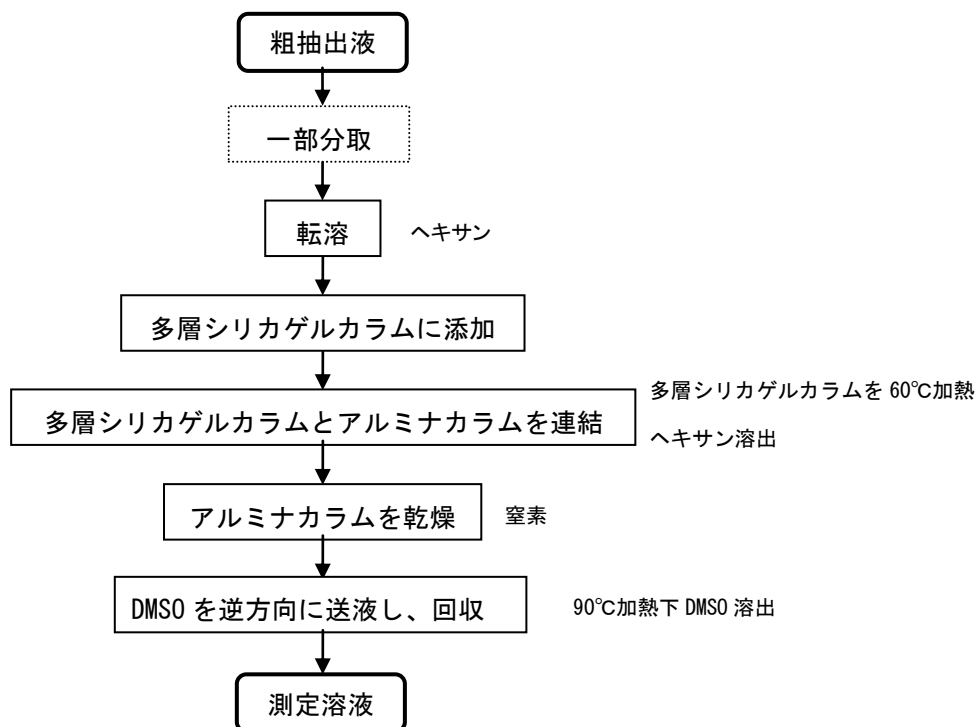 粗抽出液
一部分取
転溶
ヘキサン
多層シリカゲルカラムに添加
多層シリカゲルカラムとアルミナカラムを連結
多層シリカゲルカラムを 60℃加熱
ヘキサン溶出
アルミナカラムを乾燥
窒素
DMSO を逆方向に送液し、回収
90℃加熱下 DMSO 溶出
測定溶液